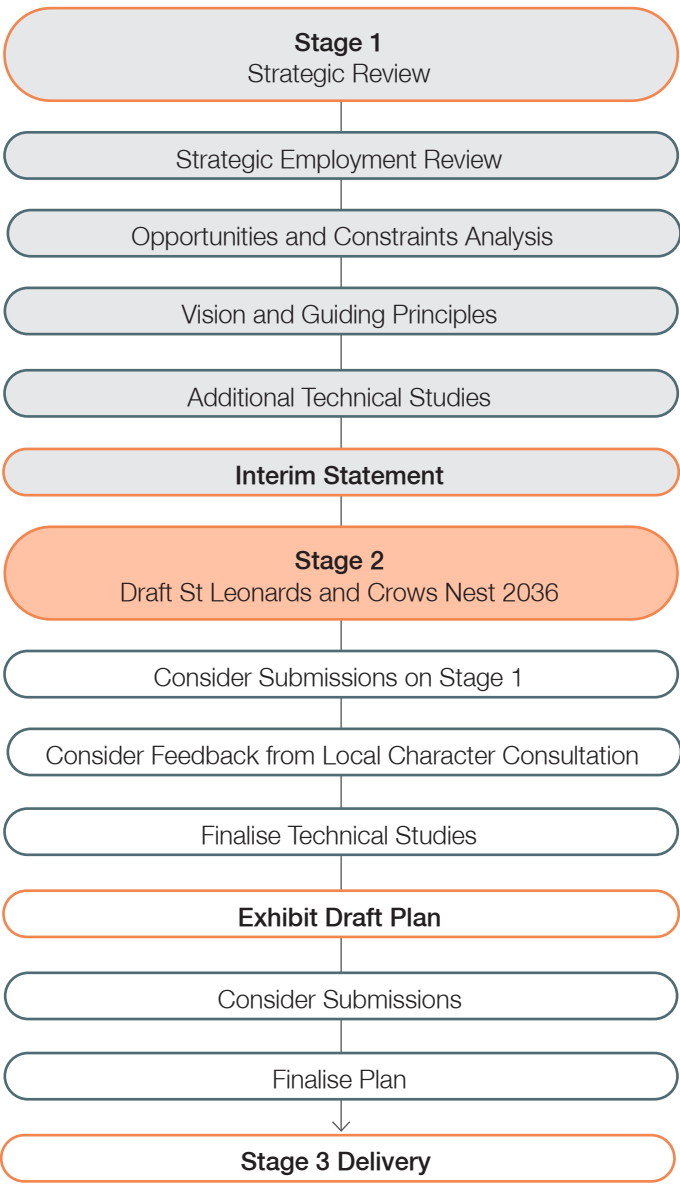 Stage 1
Strategic Review
Strategic Employment Review
Opportunities and Constraints Analysis
Vision and Guiding Principles
Additional Technical Studies
Interim Statement
Stage 2
Draft St Leonards and Crows Nest 2036
Consider Submissions on Stage 1
Consider Feedback from Local Character Consultation
Finalise Technical Studies
Exhibit Draft Plan
Consider Submissions
Finalise Plan
Stage 3 Delivery